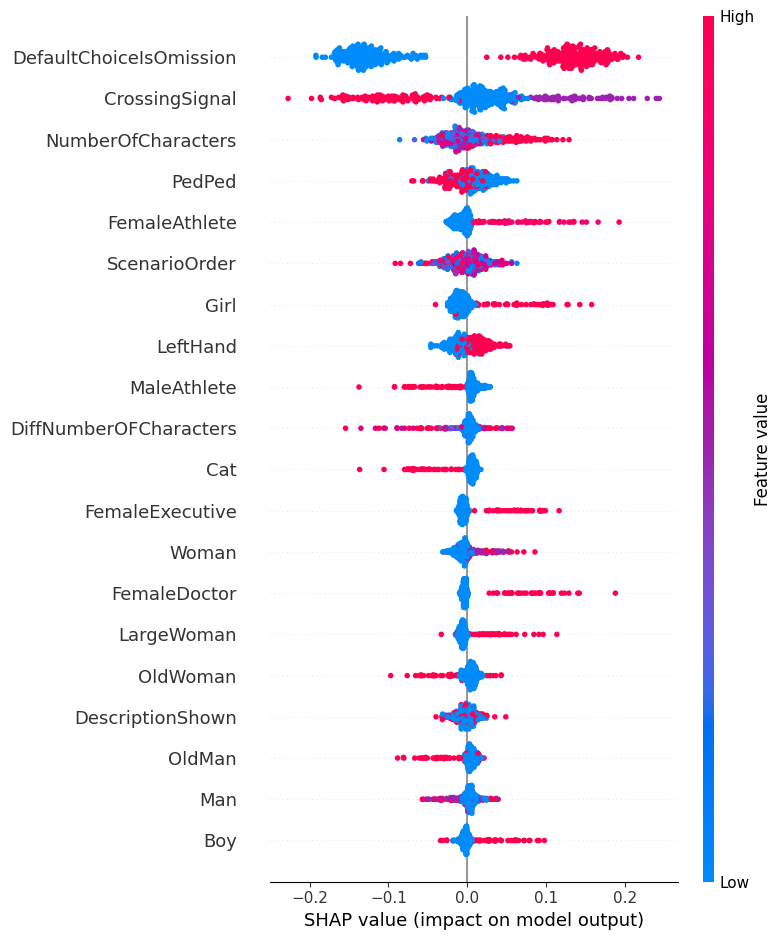 High
DefaultChoiceIsOmission
CrossingSignal
NumberOfCharacters
PedPed
FemaleAthlete
ScenarioOrder
Girl
LeftHand
MaleAthlete
DiffNumberOFCharacters
Cat
FemaleExecutive
Woman
FemaleDoctor
LargeWoman
OldWoman
DescriptionShown
OldMan
Man
Boy
Feature value
Low
−0.2 −0.1 0.0 0.1 0.2
SHAP value (impact on model output)